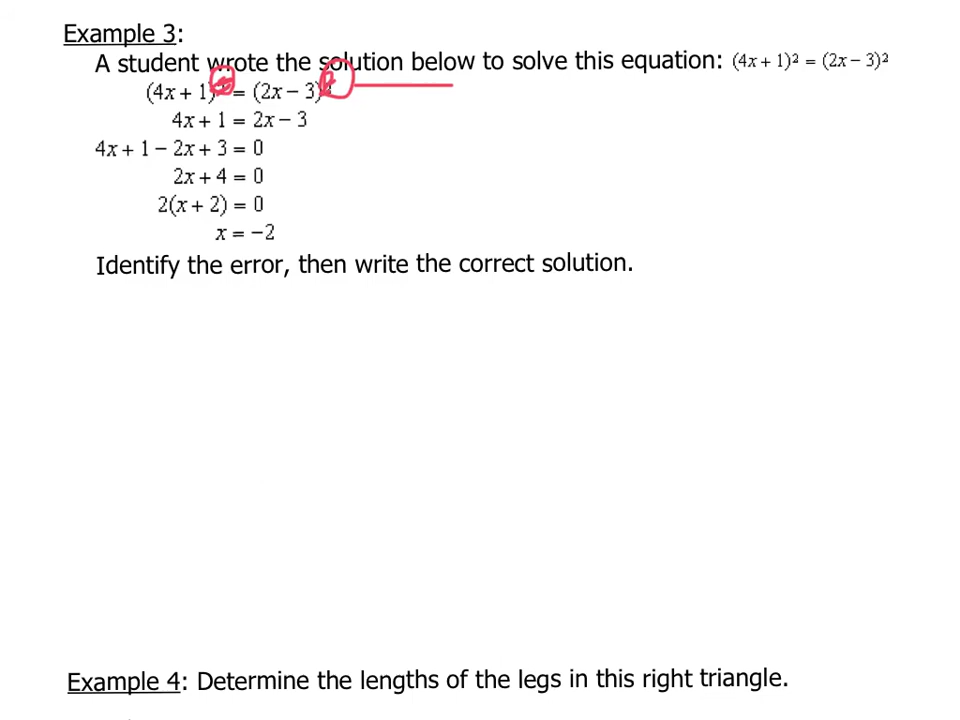 Example 3:
A student wrote the solution below to solve this equation: (4x + 1)² = (2x − 3)²
(4x + 1)² = (2x − 3)²
4x + 1 = 2x − 3
4x + 1 − 2x + 3 = 0
2x + 4 = 0
2(x + 2) = 0
x = −2
Identify the error, then write the correct solution.
Example 4: Determine the lengths of the legs in this right triangle.